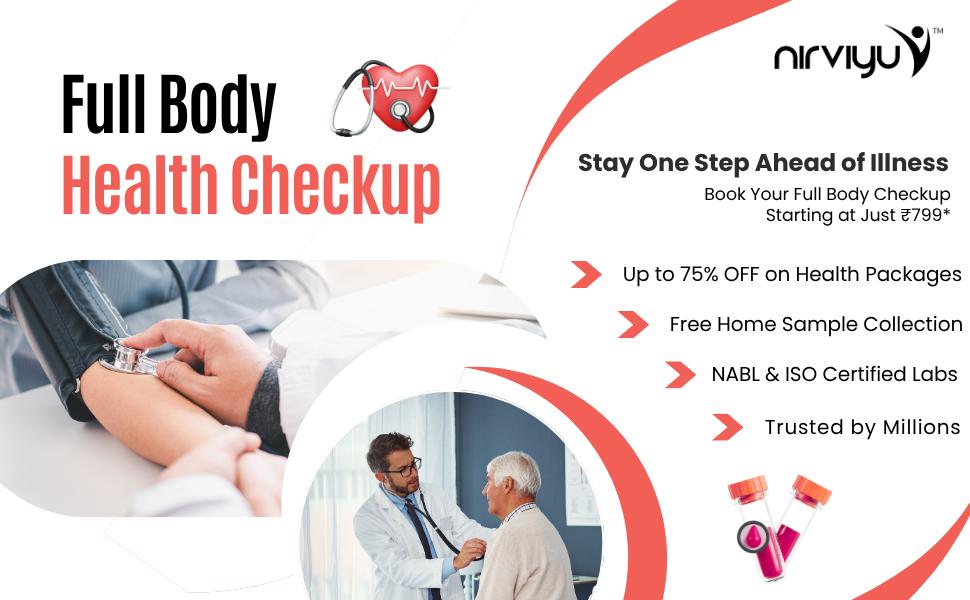 nirviyu™
Full Body
Health Checkup
Stay One Step Ahead of Illness
Book Your Full Body Checkup
Starting at Just ₹799*
Up to 75% OFF on Health Packages
Free Home Sample Collection
NABL & ISO Certified Labs
Trusted by Millions